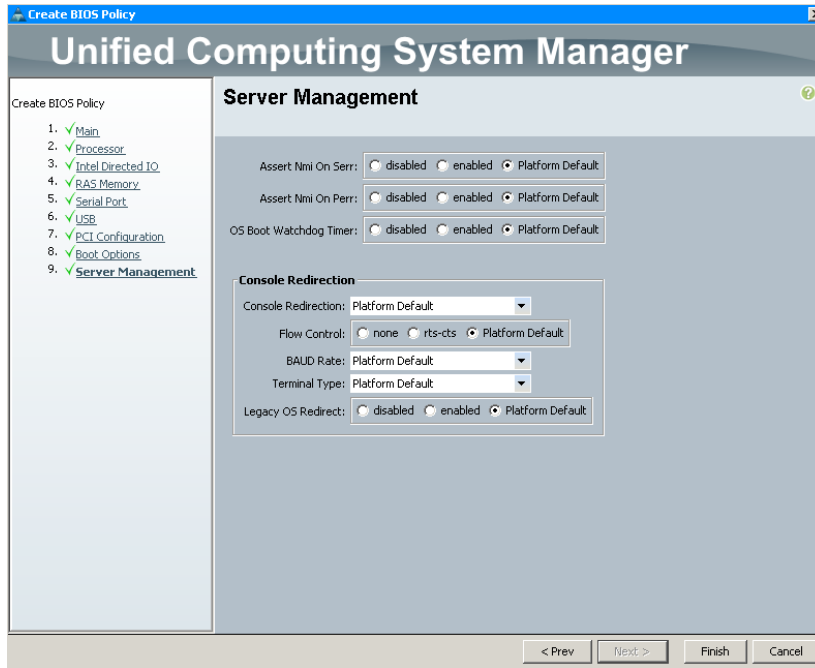 Create BIOS Policy
Unified Computing System Manager
Create BIOS Policy
1. Main
2. Processor
3. Intel Directed IO
4. RAS Memory
5. Serial Port
6. USB
7. PCI Configuration
8. Boot Options
9. Server Management
Server Management
Assert Nmi On Serr: disabled enabled Platform Default
Assert Nmi On Perr: disabled enabled Platform Default
OS Boot Watchdog Timer: disabled enabled Platform Default
Console Redirection
Console Redirection: Platform Default
Flow Control: none rts-cts Platform Default
BAUD Rate: Platform Default
Terminal Type: Platform Default
Legacy OS Redirect: disabled enabled Platform Default
< Prev Next > Finish Cancel